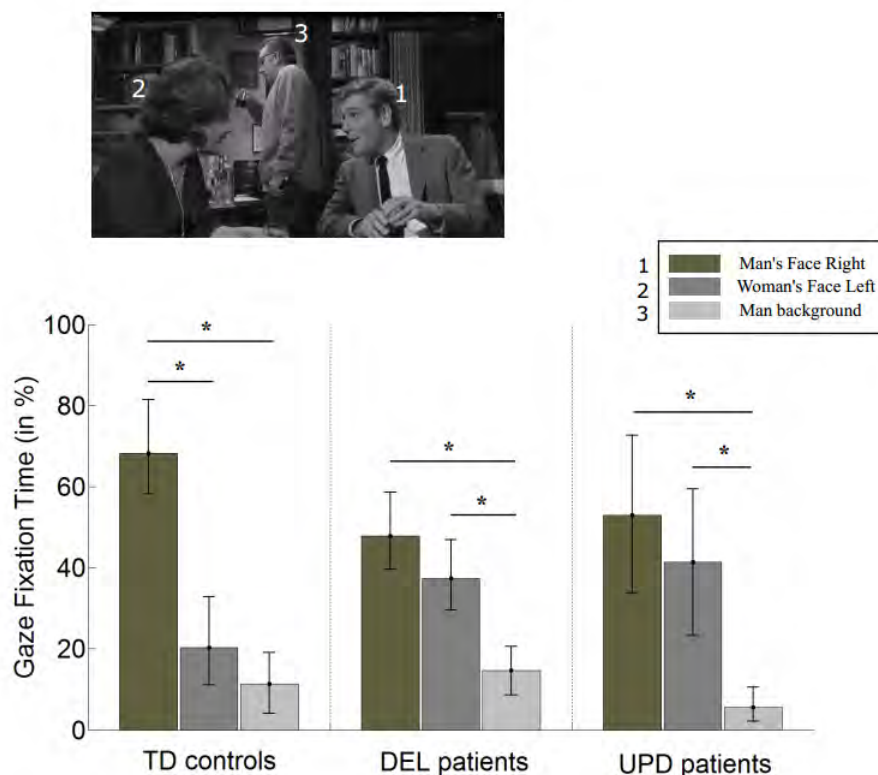 3
2
1
1 Man's Face Right
2 Woman's Face Left
3 Man background
Gaze Fixation Time (in %)
100
80
60
40
20
0
* *
* *
* *
TD controls DEL patients UPD patients